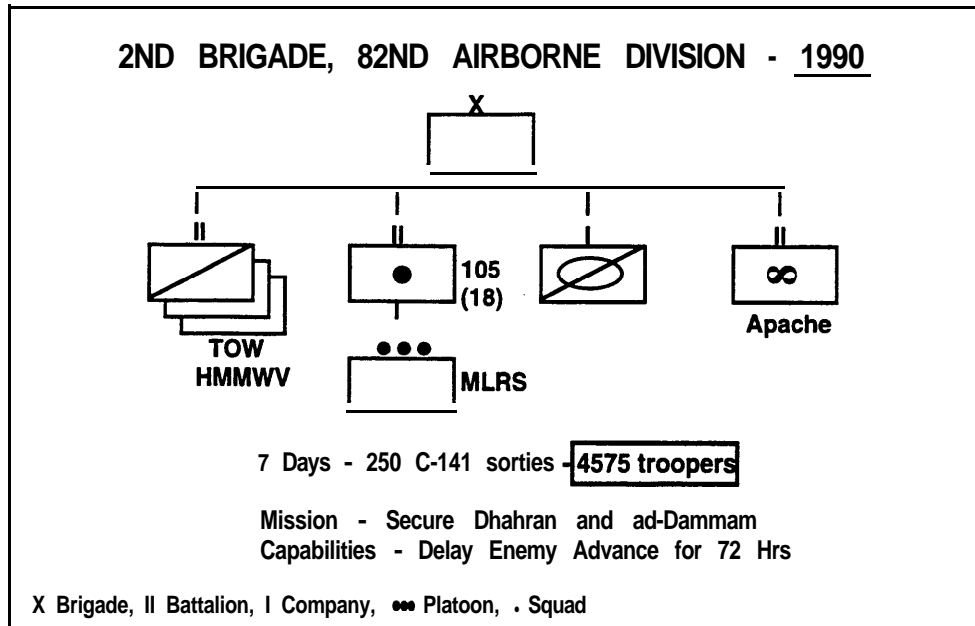 2ND BRIGADE, 82ND AIRBORNE DIVISION - 1990
X
II II I II
105
(18)
∞
Apache
TOW
HMMWV
●●●
MLRS
7 Days - 250 C-141 sorties - 4575 troopers
Mission - Secure Dhahran and ad-Dammam
Capabilities - Delay Enemy Advance for 72 Hrs
X Brigade, II Battalion, I Company, ●●● Platoon, . Squad